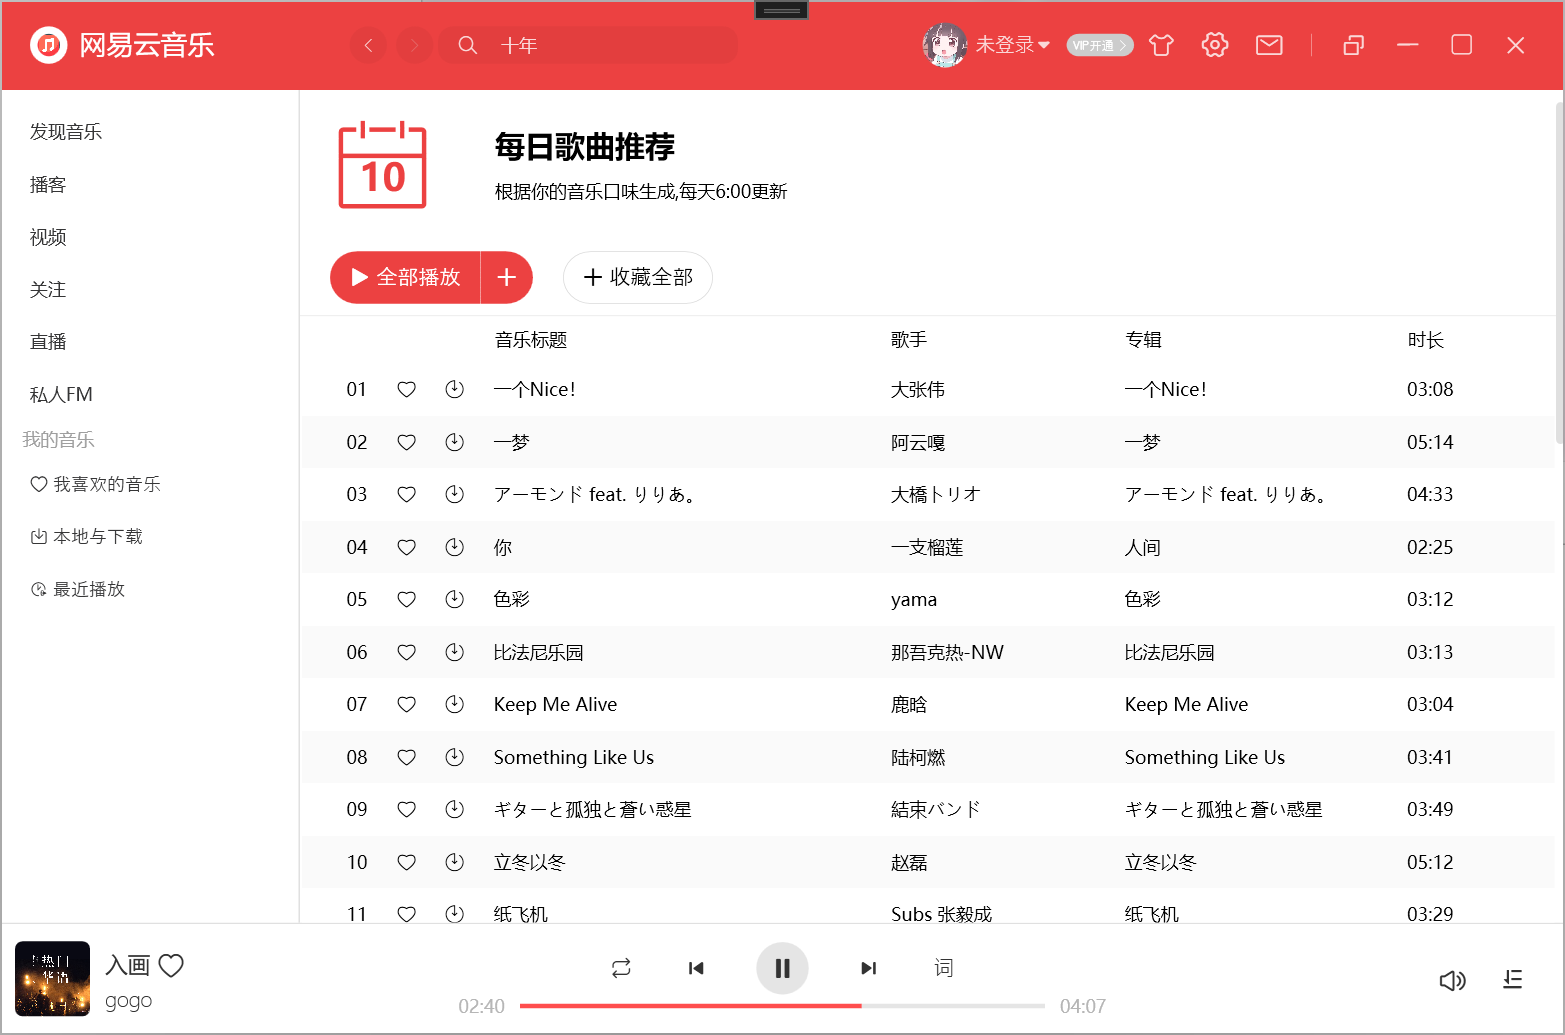 网易云音乐
十年
未登录
VIP开通
发现音乐
播客
视频
关注
直播
私人FM
我的音乐
我喜欢的音乐
本地与下载
最近播放
10
每日歌曲推荐
根据你的音乐口味生成,每天6:00更新
全部播放
收藏全部
音乐标题 歌手 专辑 时长
01 一个Nice! 大张伟 一个Nice! 03:08
02 一梦 阿云嘎 一梦 05:14
03 アーモンド feat. りりあ。 大橋トリオ アーモンド feat. りりあ。 04:33
04 你 一支榴莲 人间 02:25
05 色彩 yama 色彩 03:12
06 比法尼乐园 那吾克热-NW 比法尼乐园 03:13
07 Keep Me Alive 鹿晗 Keep Me Alive 03:04
08 Something Like Us 陆柯燃 Something Like Us 03:41
09 ギターと孤独と蒼い惑星 結束バンド ギターと孤独と蒼い惑星 03:49
10 立冬以冬 赵磊 立冬以冬 05:12
11 纸飞机 Subs 张毅成 纸飞机 03:29
热门
华语
入画
gogo
词
02:40
04:07